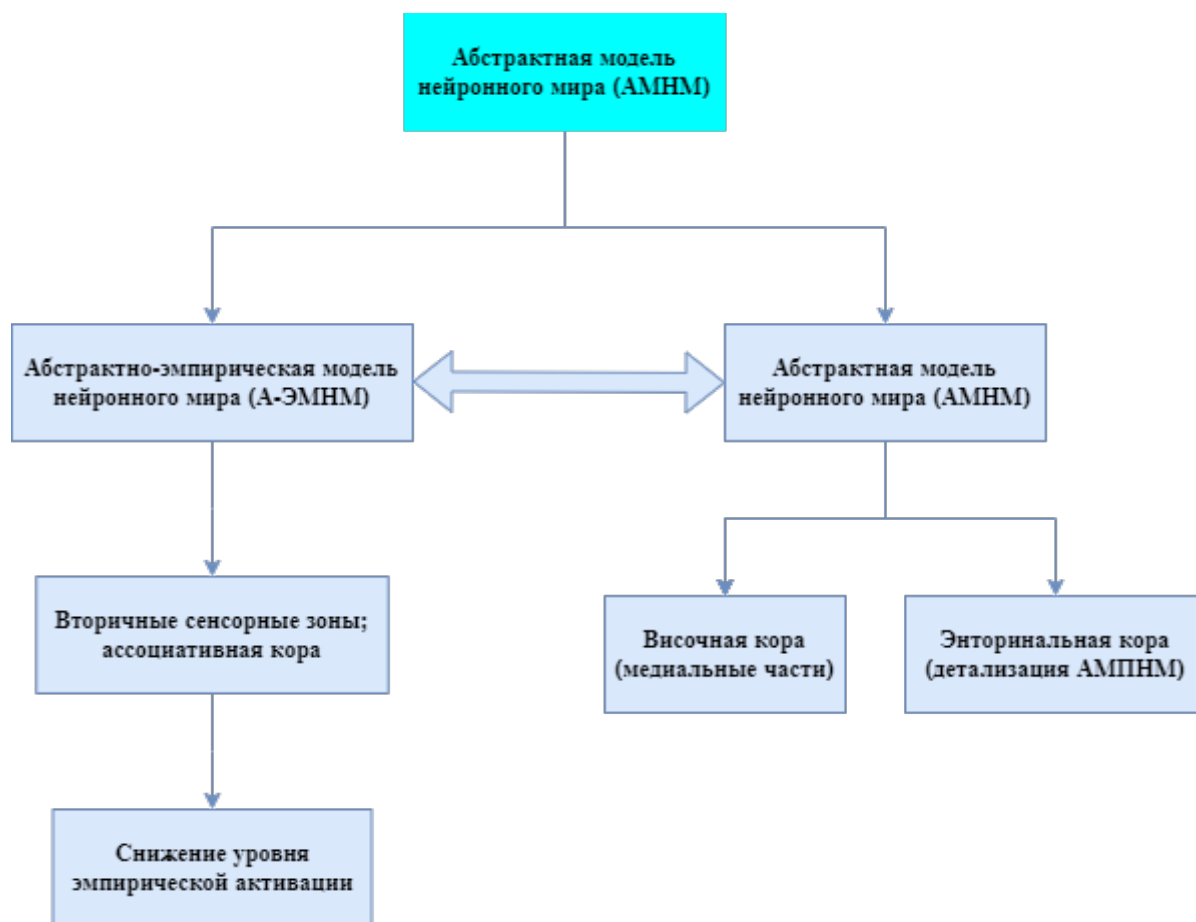 Абстрактная модель
нейронного мира (АМНМ)
Абстрактно-эмпирическая модель
нейронного мира (А-ЭМНМ)
Абстрактная модель
нейронного мира (АМНМ)
Вторичные сенсорные зоны;
ассоциативная кора
Височная кора
(медиальные части)
Энторинальная кора
(детализация АМПНМ)
Снижение уровня
эмпирической активации